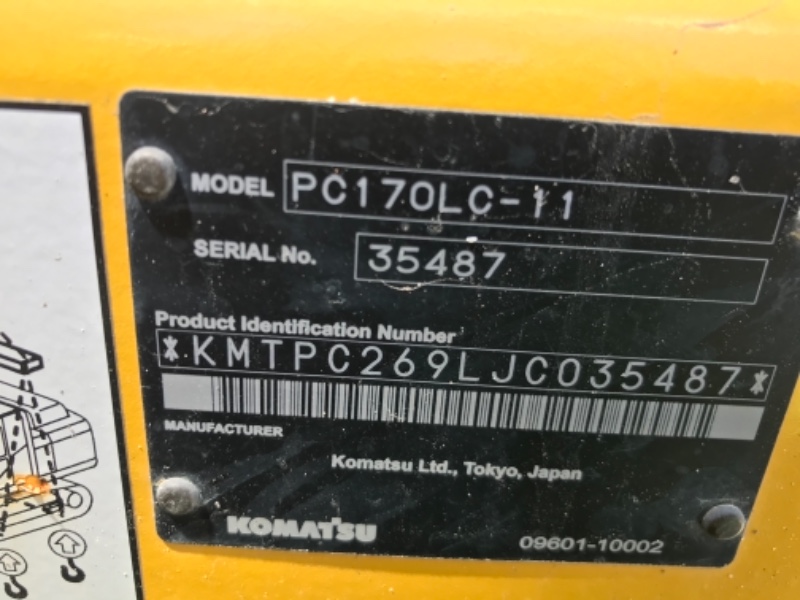 MODEL PC170LC-11
SERIAL No. 35487
Product Identification Number
*KMTPC269LJC035487*
MANUFACTURER
Komatsu Ltd., Tokyo, Japan
KOMATSU
09601-10002